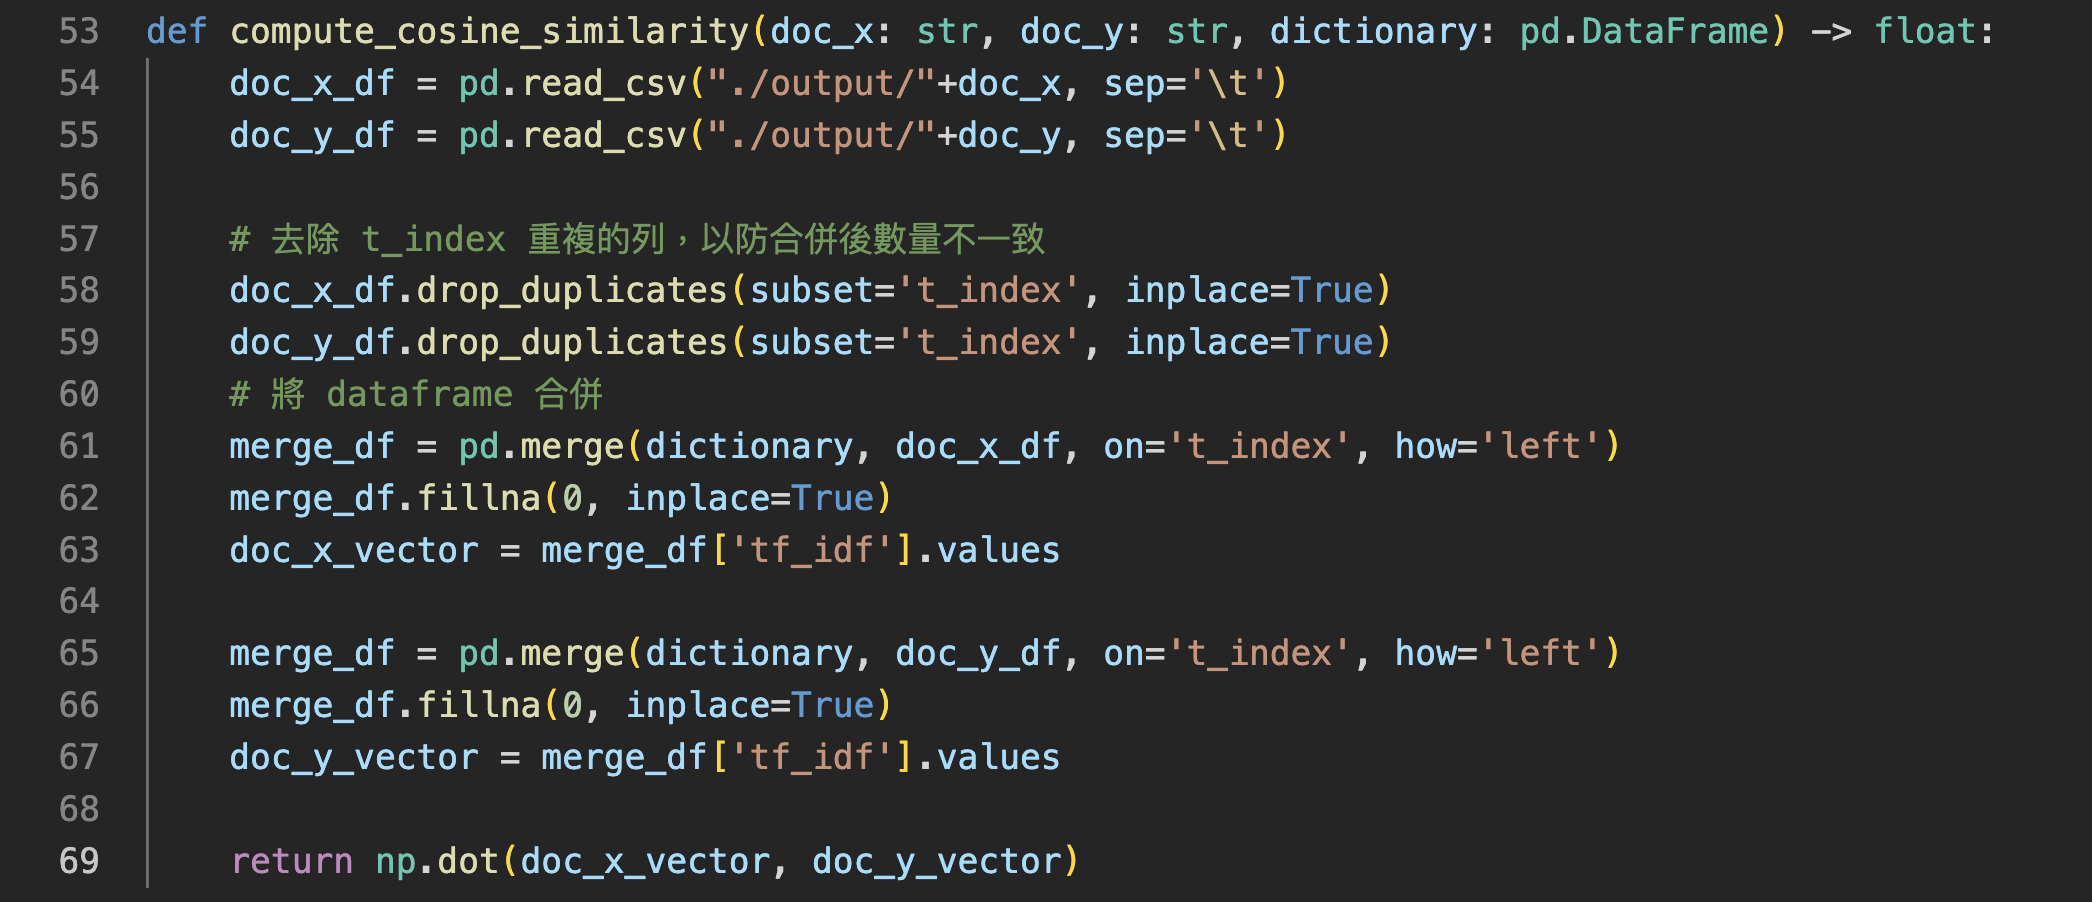 53 def compute_cosine_similarity(doc_x: str, doc_y: str, dictionary: pd.DataFrame) -> float:
54     doc_x_df = pd.read_csv("./output/"+doc_x, sep='\t')
55     doc_y_df = pd.read_csv("./output/"+doc_y, sep='\t')
56
57     # 去除 t_index 重複的列，以防合併後數量不一致
58     doc_x_df.drop_duplicates(subset='t_index', inplace=True)
59     doc_y_df.drop_duplicates(subset='t_index', inplace=True)
60     # 將 dataframe 合併
61     merge_df = pd.merge(dictionary, doc_x_df, on='t_index', how='left')
62     merge_df.fillna(0, inplace=True)
63     doc_x_vector = merge_df['tf_idf'].values
64
65     merge_df = pd.merge(dictionary, doc_y_df, on='t_index', how='left')
66     merge_df.fillna(0, inplace=True)
67     doc_y_vector = merge_df['tf_idf'].values
68
69     return np.dot(doc_x_vector, doc_y_vector)